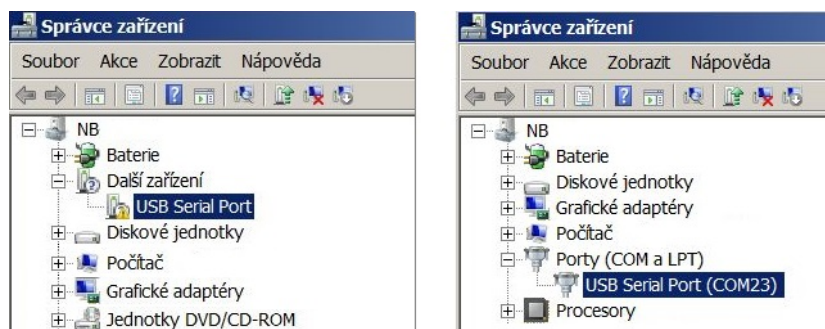 Správce zařízení
Soubor Akce Zobrazit Nápověda
NB
Baterie
Další zařízení
USB Serial Port
Diskové jednotky
Počítač
Grafické adaptéry
Jednotky DVD/CD-ROM
Správce zařízení
Soubor Akce Zobrazit Nápověda
NB
Baterie
Diskové jednotky
Grafické adaptéry
Počítač
Porty (COM a LPT)
USB Serial Port (COM23)
Procesory